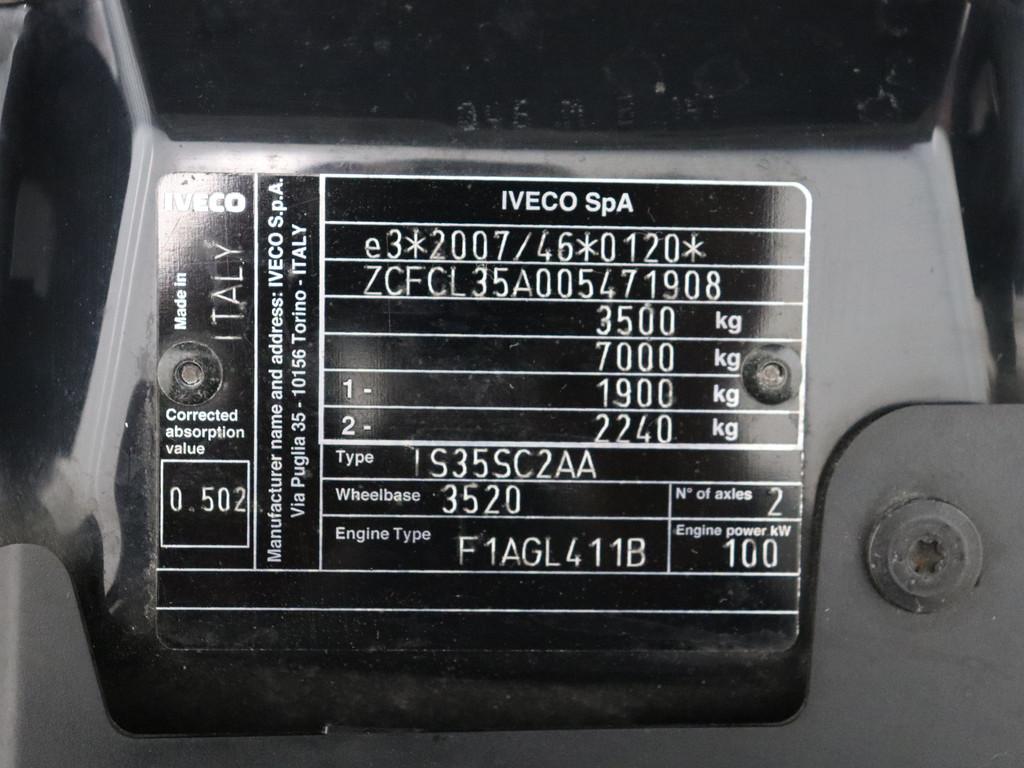 IVECO
Made in
ITALY
Corrected
absorption
value
0.502
Manufacturer name and address: IVECO S.p.A.
Via Puglia 35 - 10156 Torino - ITALY
IVECO SpA
e3*2007/46*0120*
ZCFCL35A005471908
3500 kg
7000 kg
1- 1900 kg
2- 2240 kg
Type IS35SC2AA
Wheelbase 3520 N° of axles 2
Engine Type F1AGL411B Engine power kW 100